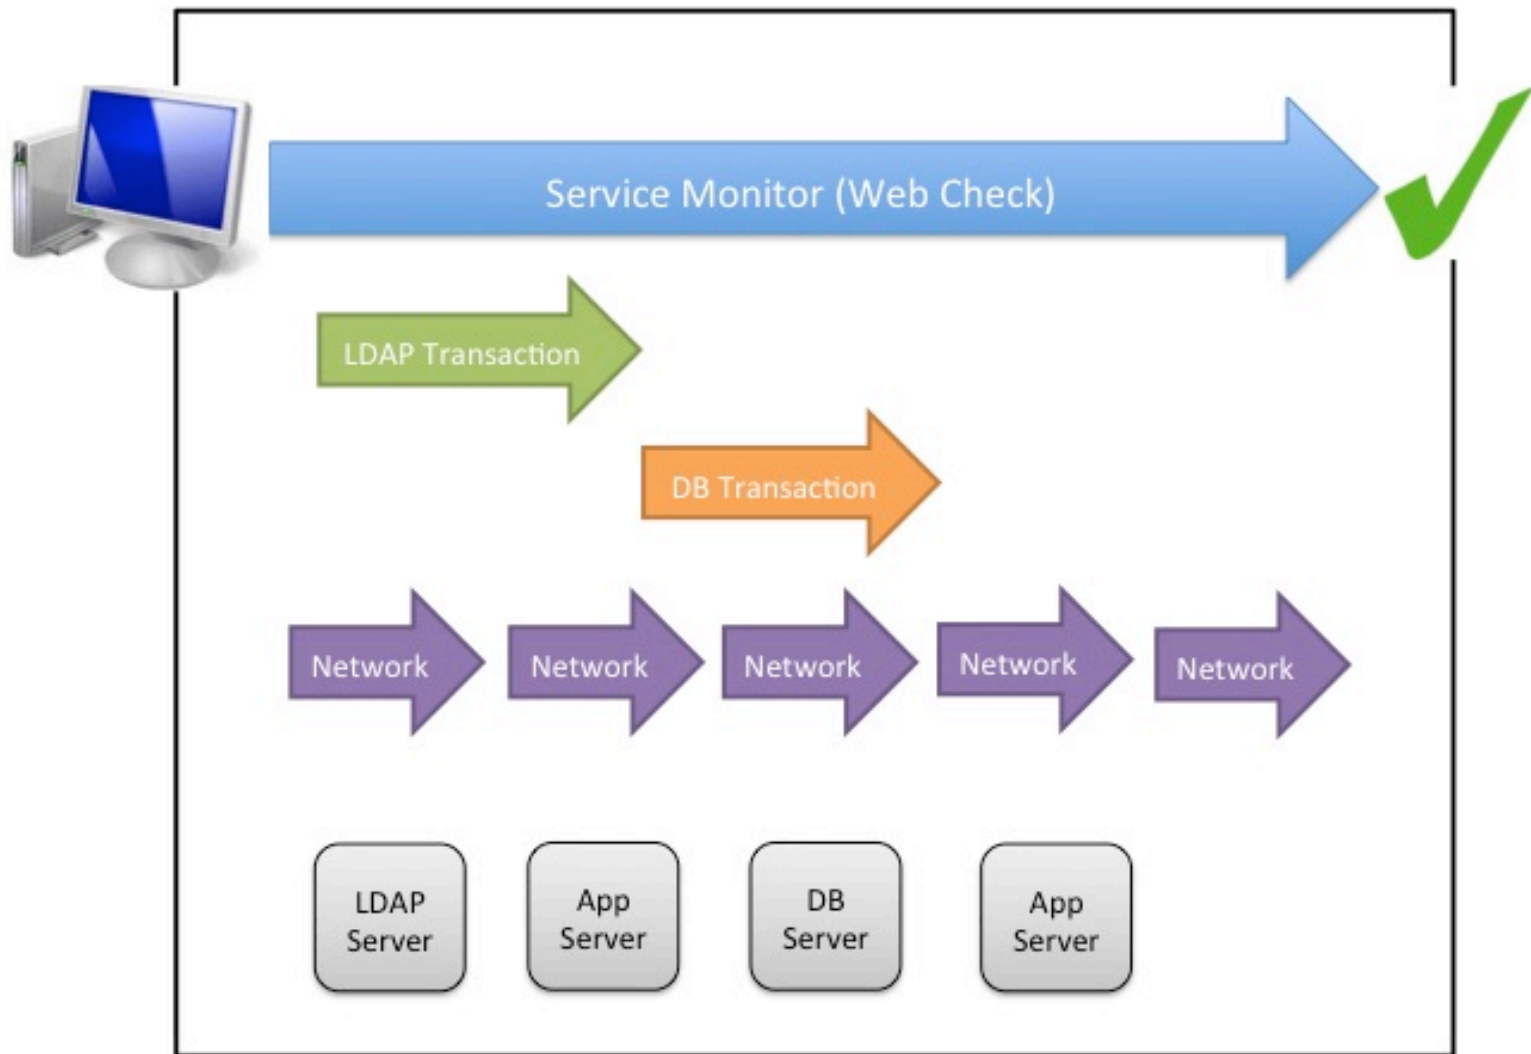 Service Monitor (Web Check)
LDAP Transaction
DB Transaction
Network
Network
Network
Network
Network
LDAP
Server
App
Server
DB
Server
App
Server